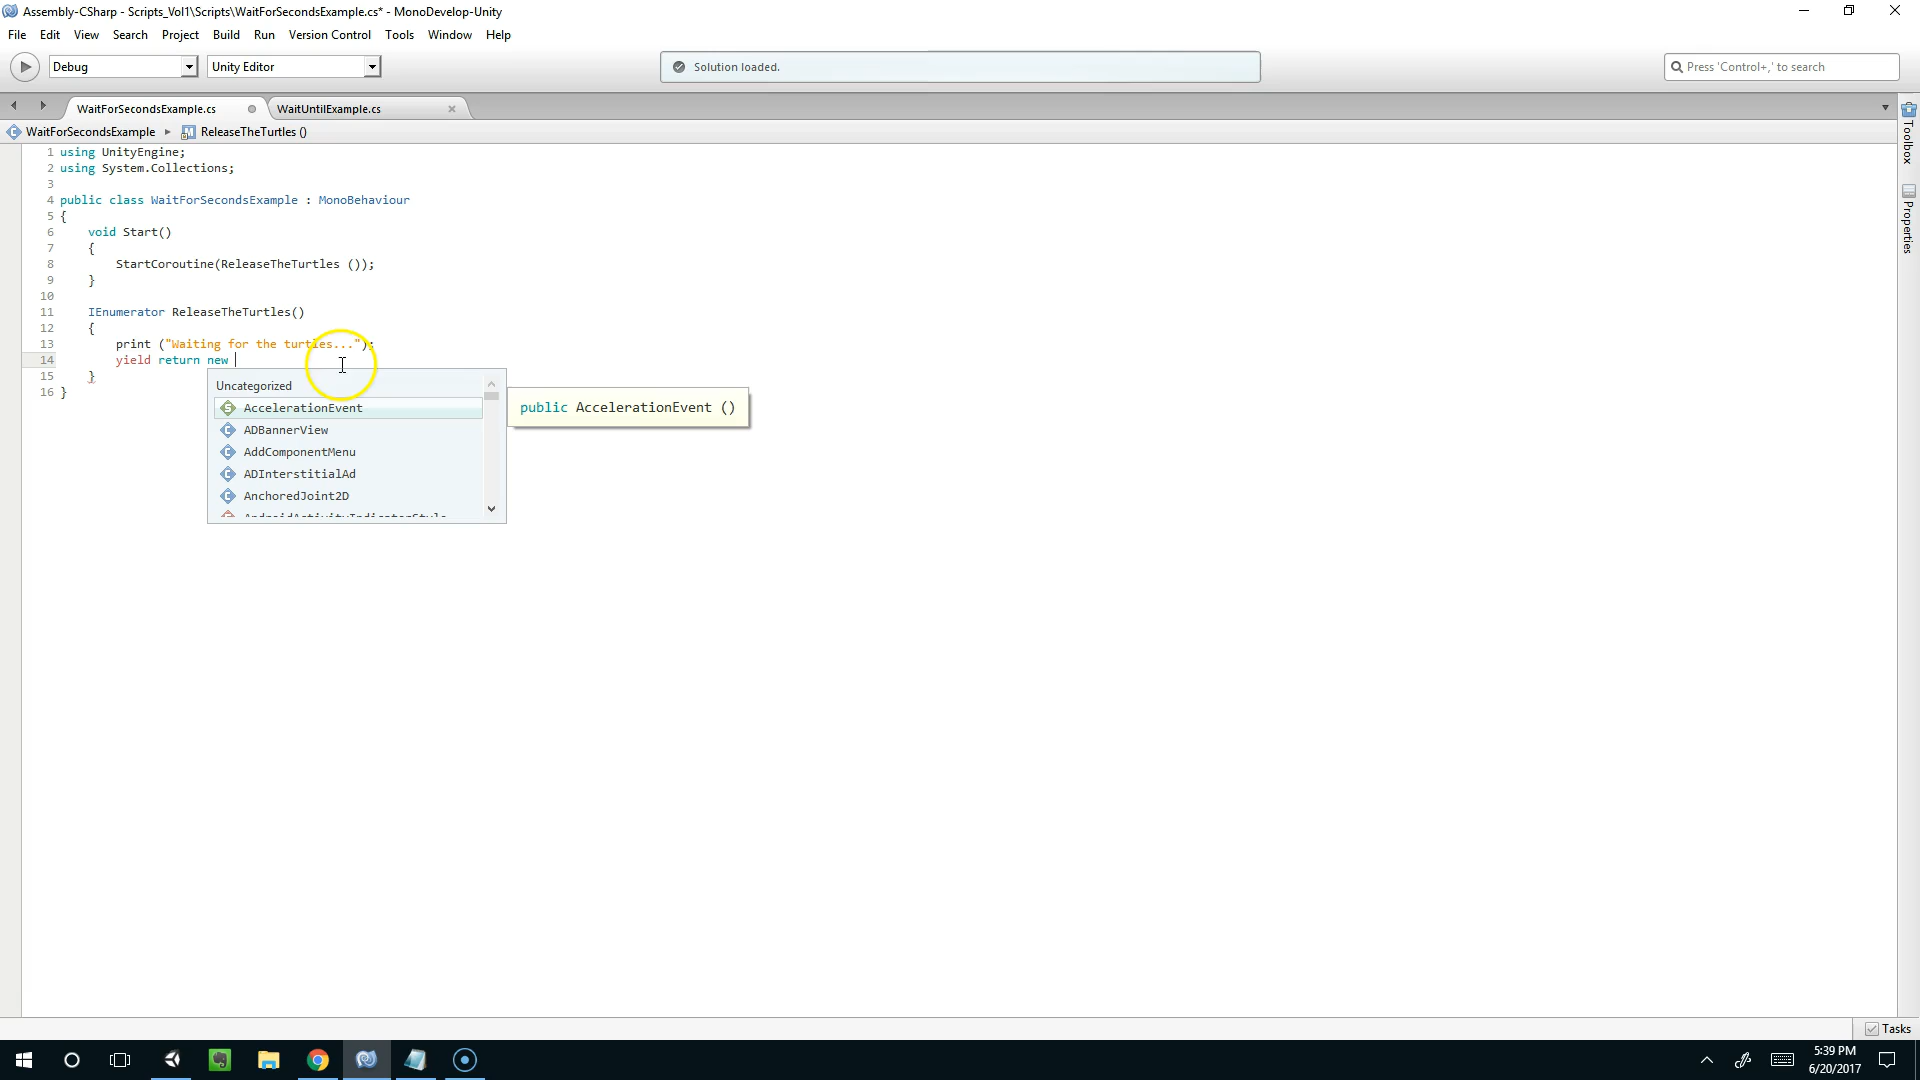 Assembly-CSharp - Scripts_Vol1\Scripts\WaitForSecondsExample.cs* - MonoDevelop-Unity
File Edit View Search Project Build Run Version Control Tools Window Help
Debug Unity Editor Solution loaded. Press 'Control+,' to search
WaitForSecondsExample.cs WaitUntilExample.cs
WaitForSecondsExample ReleaseTheTurtles ()
Toolbox
Properties
1 using UnityEngine;
2 using System.Collections;
3
4 public class WaitForSecondsExample : MonoBehaviour
5 {
6 void Start()
7 {
8 StartCoroutine(ReleaseTheTurtles ());
9 }
10
11 IEnumerator ReleaseTheTurtles()
12 {
13 print ("Waiting for the turtles...");
14 yield return new
15 }
16 }
Uncategorized
AccelerationEvent public AccelerationEvent ()
ADBannerView
AddComponentMenu
ADInterstitialAd
AnchoredJoint2D
Tasks
5:39 PM
6/20/2017